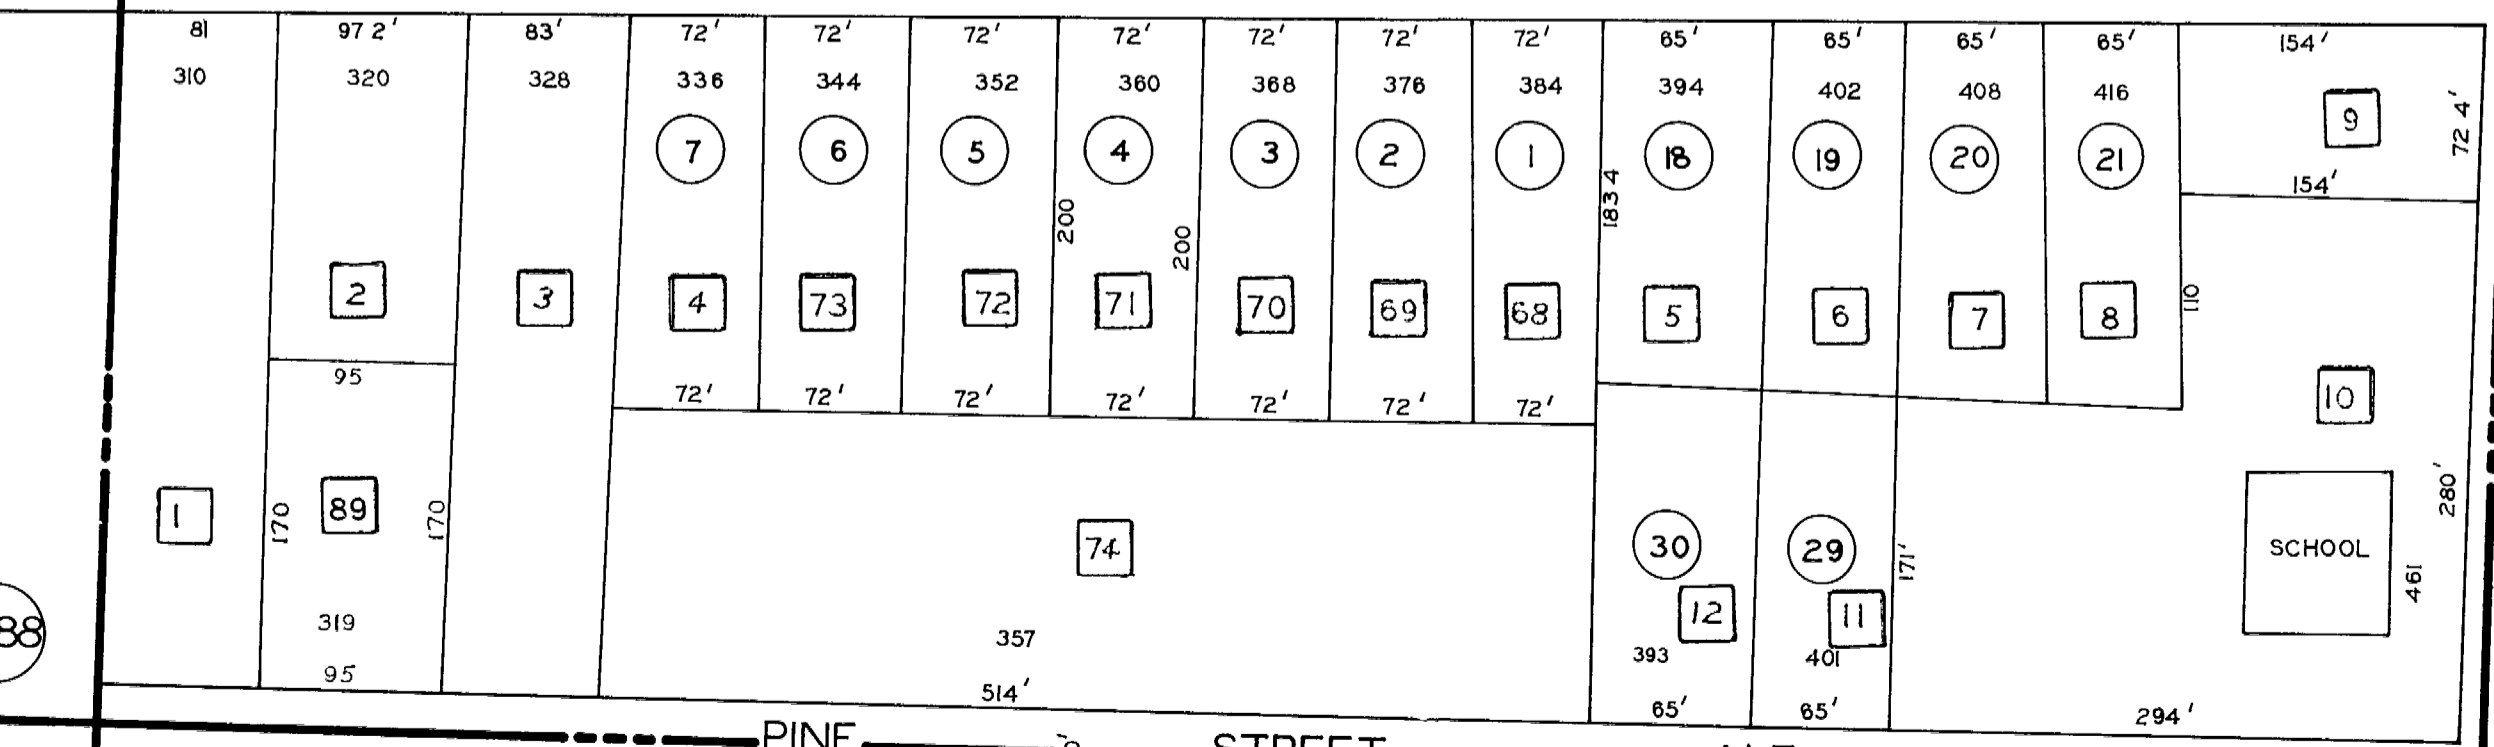 81 97 2' 83' 72' 72' 72' 72' 72' 72' 72' 65' 65' 65' 65' 154'
310 320 328 336 344 352 360 368 376 384 394 402 408 416
7 6 5 4 3 2 1 18 19 20 21 9
72 4'
154'
183 4
200
200
2 3 4 73 72 71 70 69 68 5 6 7 8
110
95
72' 72' 72' 72' 72' 72' 72'
10
1 170 89 170
280'
74 30 29 171' SCHOOL
461
12 11
88 319 357 393 401
95 514' 65' 65' 294'
PINE STREET